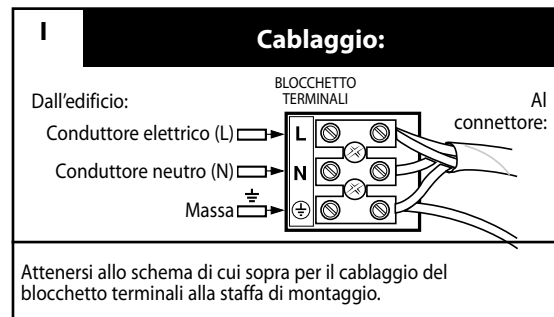 I
Cablaggio:
Dall'edificio:
BLOCCHETTO
TERMINALI
Al
connettore:
Conduttore elettrico (L)
L
Conduttore neutro (N)
N
Massa
Attenersi allo schema di cui sopra per il cablaggio del
blocchetto terminali alla staffa di montaggio.